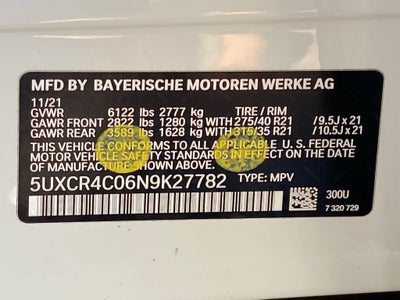 MFD BY BAYERISCHE MOTOREN WERKE AG
11/21
GVWR 6122 lbs 2777 kg TIRE / RIM
GAWR FRONT 2822 lbs 1280 kg WITH 275/40 R21 /9.5J x 21
GAWR REAR 3589 lbs 1628 kg WITH 315/35 R21 /10.5J x 21
THIS VEHICLE CONFORMS TO ALL APPLICABLE U. S. FEDERAL
MOTOR VEHICLE SAFETY STANDARDS IN EFFECT ON THE DATE
OF MANUFACTURE SHOWN ABOVE.
5UXCR4C06N9K27782 TYPE: MPV
300U
7 320 729